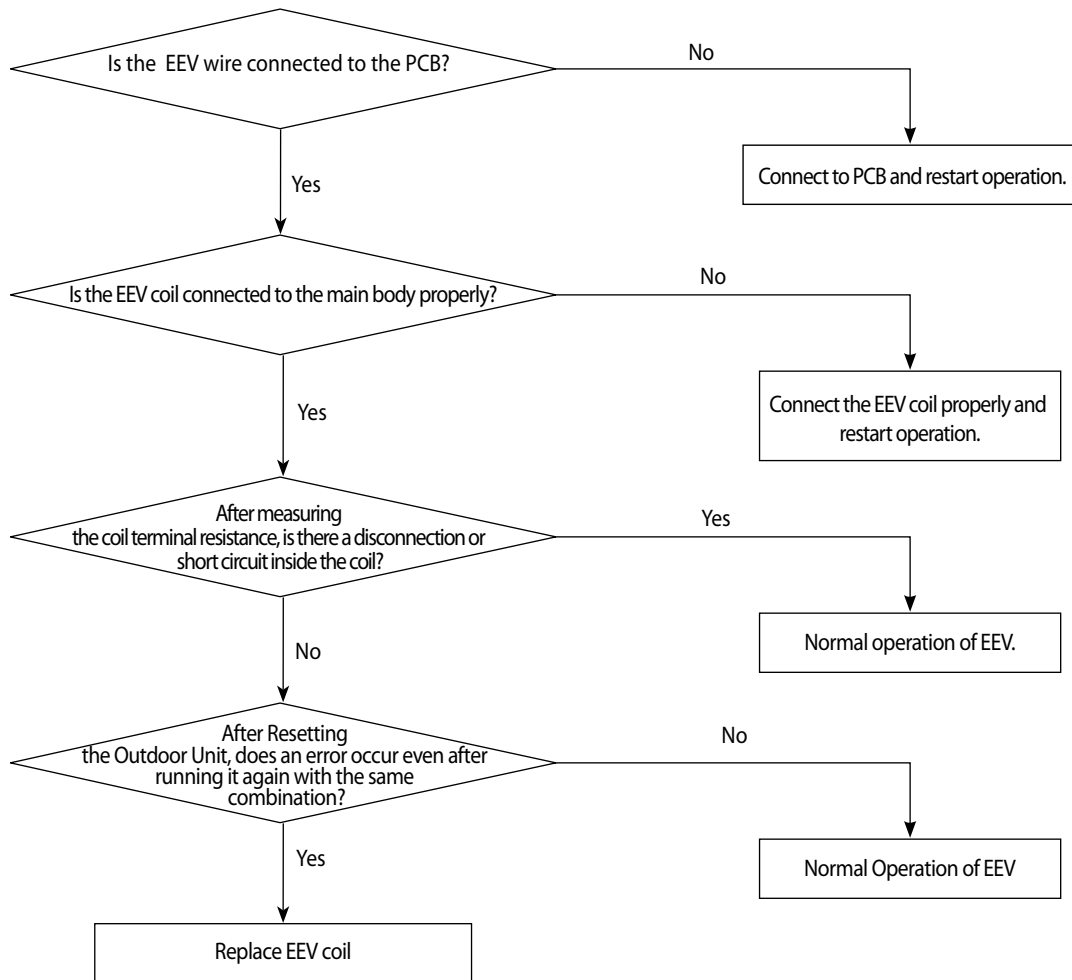 Is the EEV wire connected to the PCB?
No
Connect to PCB and restart operation.
Yes
Is the EEV coil connected to the main body properly?
No
Connect the EEV coil properly and
restart operation.
Yes
After measuring
the coil terminal resistance, is there a disconnection or
short circuit inside the coil?
Yes
Normal operation of EEV.
No
After Resetting
the Outdoor Unit, does an error occur even after
running it again with the same
combination?
No
Normal Operation of EEV
Yes
Replace EEV coil